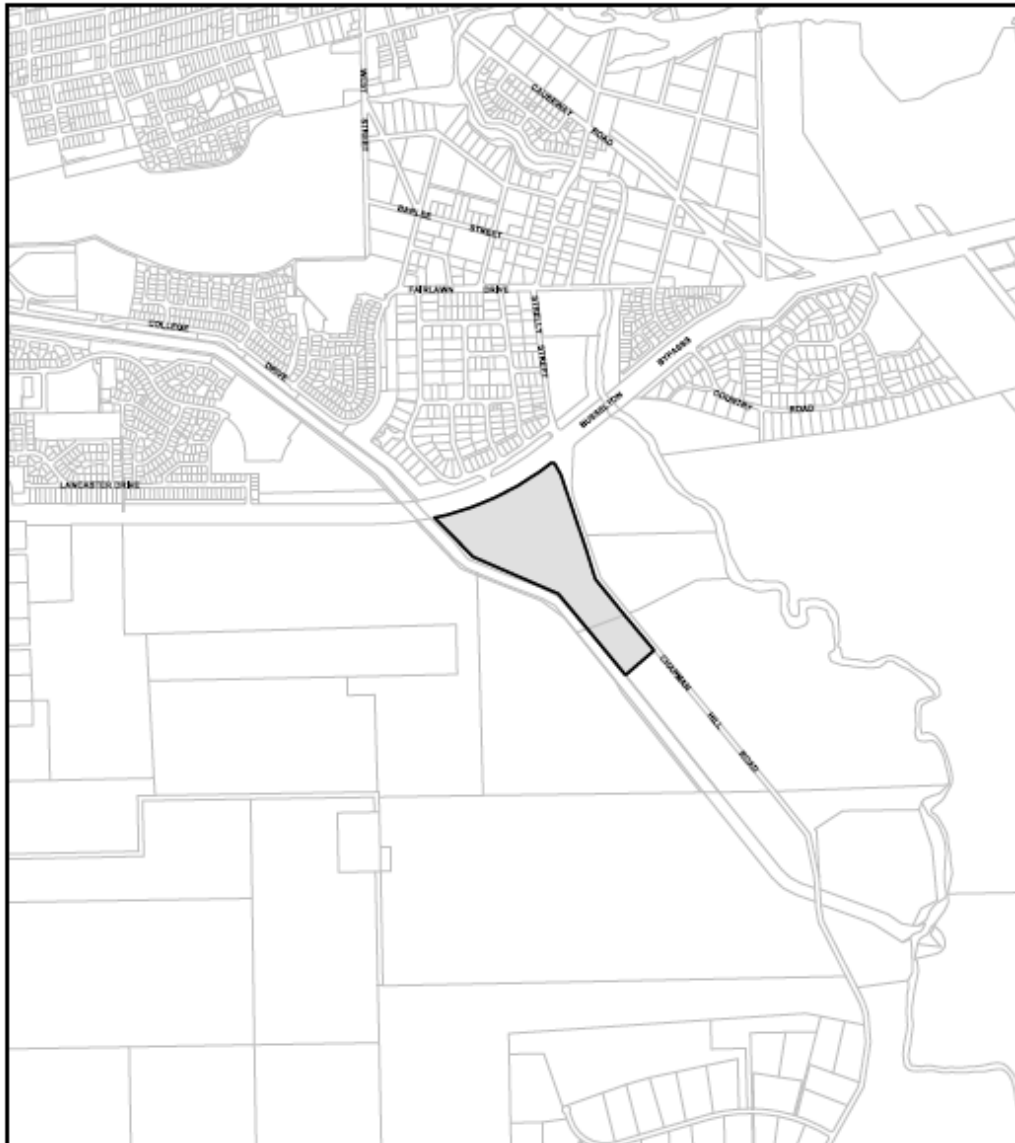 WEST STREET
CAUSEWAY ROAD
GAYLE STREET
FAIRLAWN DRIVE
STRELLY STREET
COLLEGE DRIVE
BUSSELTON BYPASS
COUNTRY ROAD
LANCASTER DRIVE
CHAPMAN HILL ROAD